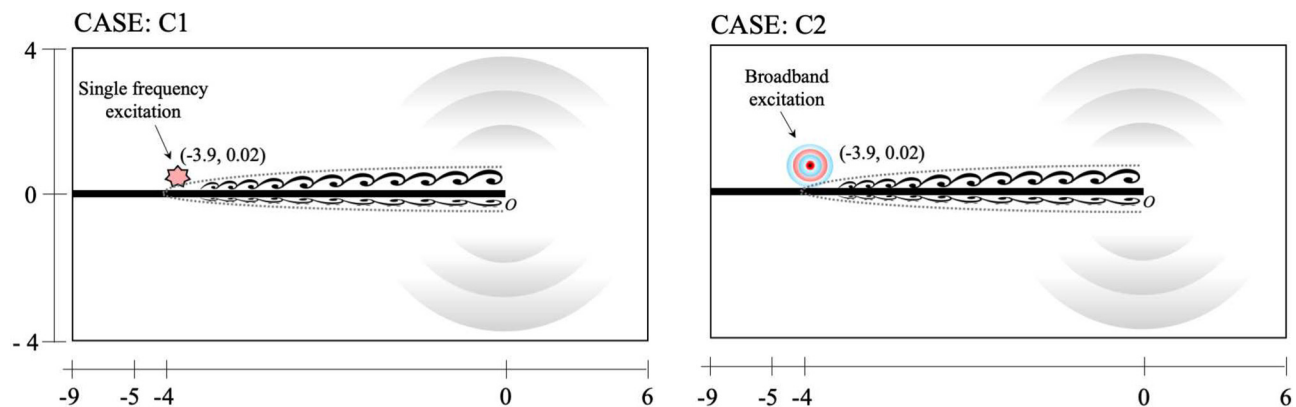 CASE: C1
4
Single frequency
excitation
(-3.9, 0.02)
0
O
- 4
-9 -5 -4 0 6
CASE: C2
Broadband
excitation
(-3.9, 0.02)
O
-9 -5 -4 0 6